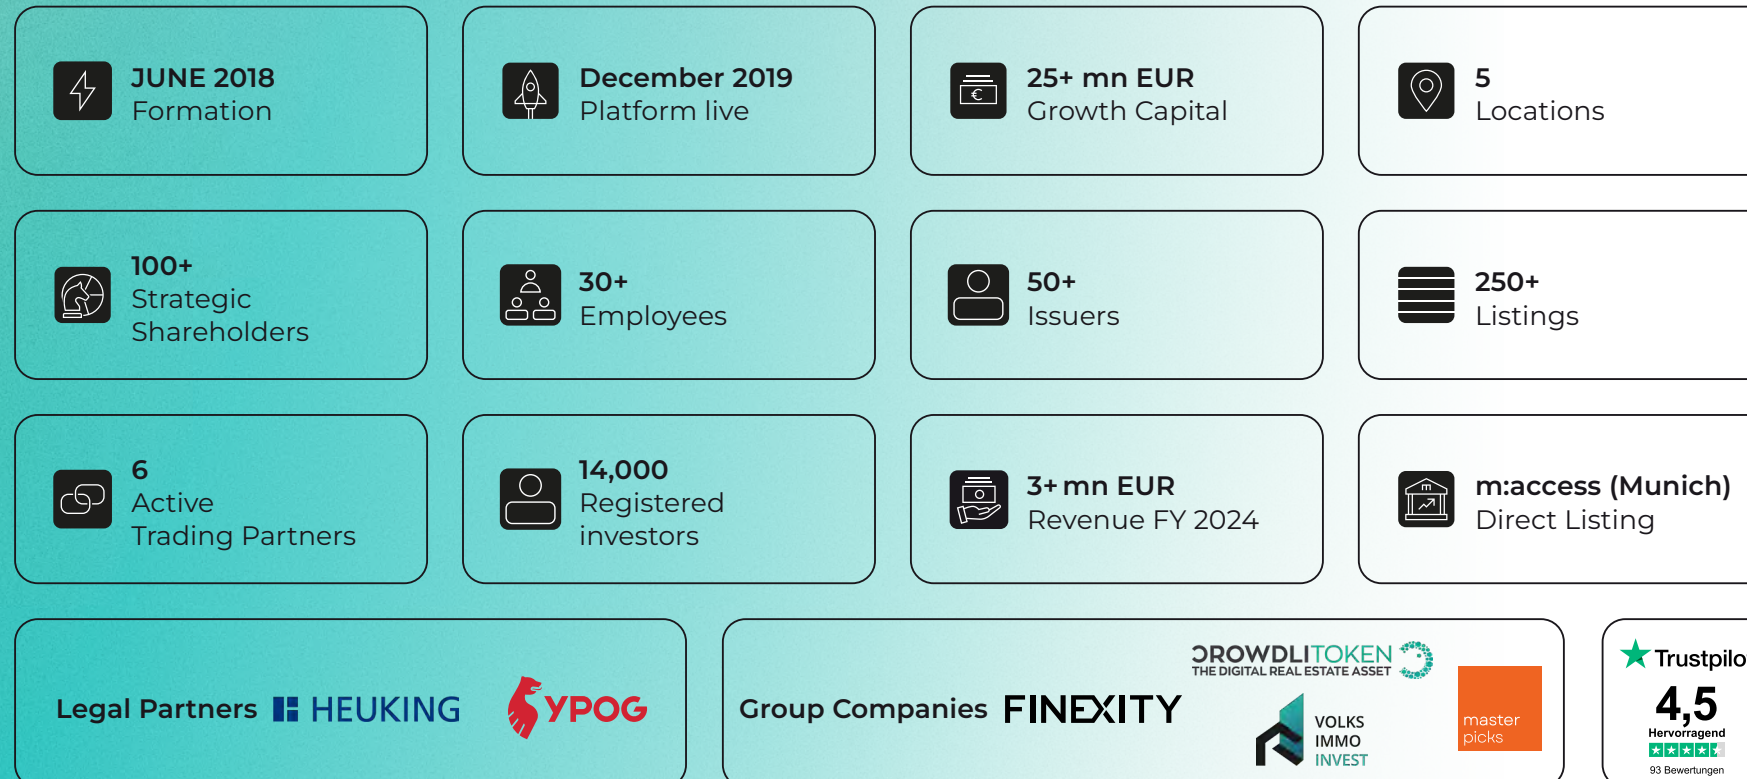 JUNE 2018
Formation
December 2019
Platform live
25+ mn EUR
Growth Capital
5
Locations
100+
Strategic
Shareholders
30+
Employees
50+
Issuers
250+
Listings
6
Active
Trading Partners
14,000
Registered
investors
3+ mn EUR
Revenue FY 2024
m
m:access (Munich)
Direct Listing
Legal Partners
HEUKING
YPOG
Group Companies
FINEXITY
CROWDLITOKEN
THE DIGITAL REAL ESTATE ASSET
VOLKS
IMMO
INVEST
master
picks
Trustpilo
4,5
Hervorragend
93 Bewertungen